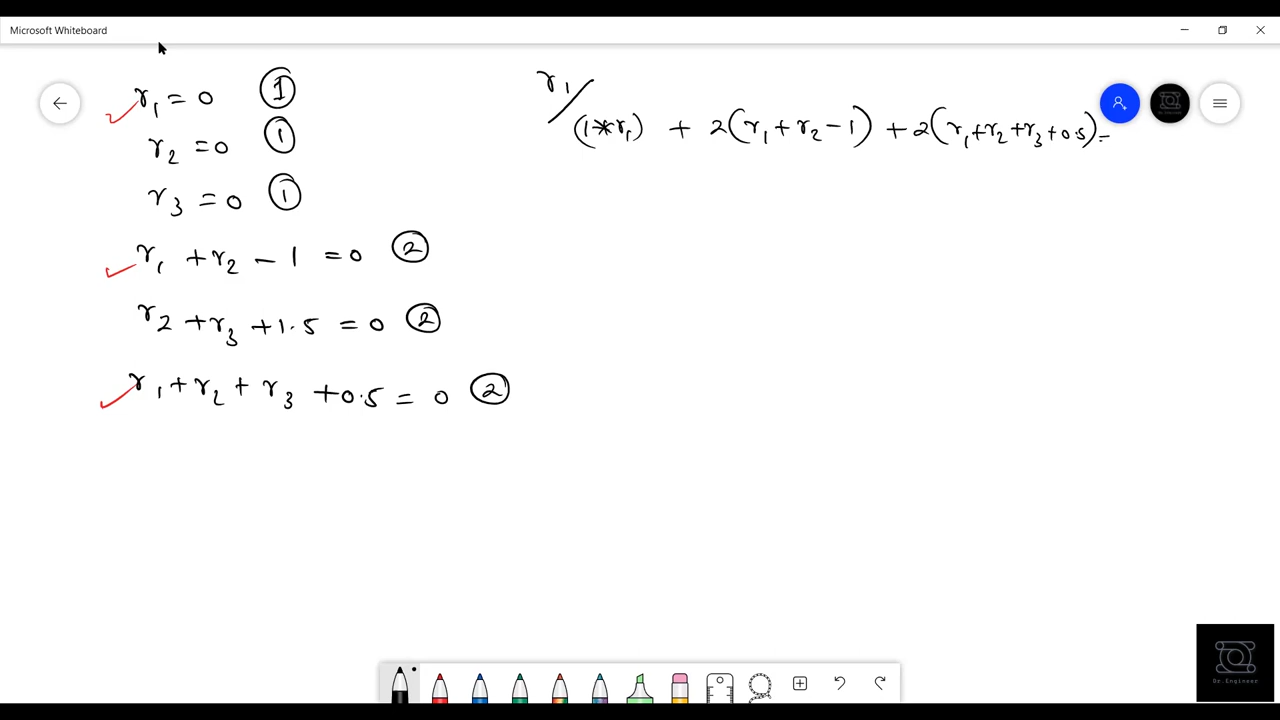 Microsoft Whiteboard
r₁ = 0 ①
r₂ = 0 ①
r₃ = 0 ①
r₁ + r₂ - 1 = 0 ②
r₂ + r₃ + 1.5 = 0 ②
r₁ + r₂ + r₃ + 0.5 = 0 ②
r₁
(1*r₁) + 2(r₁ + r₂ - 1) + 2(r₁ + r₂ + r₃ + 0.5) =
Dr.Engineer